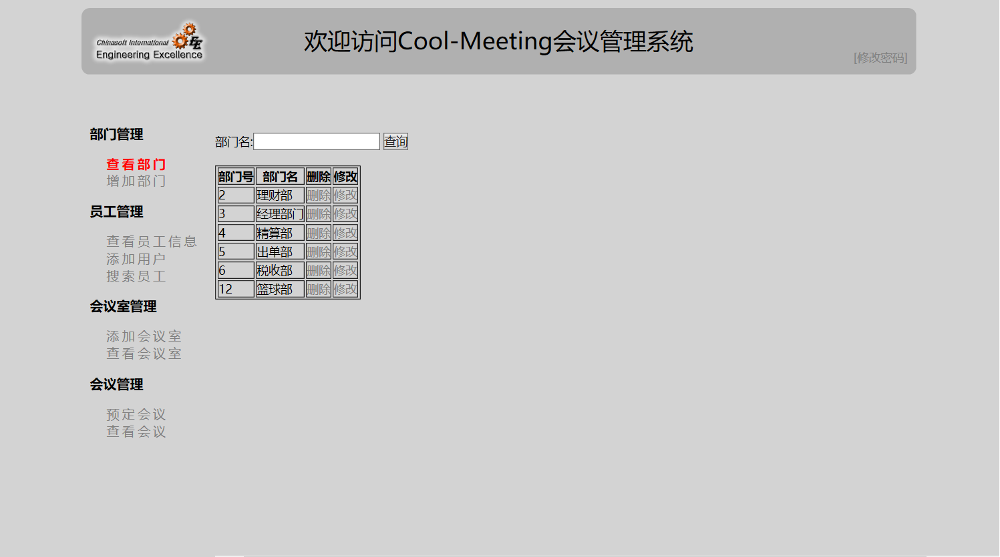 Chinasoft International EE
Engineering Excellence
欢迎访问Cool-Meeting会议管理系统
[修改密码]
部门管理
查看部门
增加部门
员工管理
查看员工信息
添加用户
搜索员工
会议室管理
添加会议室
查看会议室
会议管理
预定会议
查看会议
部门名: 查询
部门号 部门名 删除 修改
2 理财部 删除 修改
3 经理部门 删除 修改
4 精算部 删除 修改
5 出单部 删除 修改
6 税收部 删除 修改
12 篮球部 删除 修改